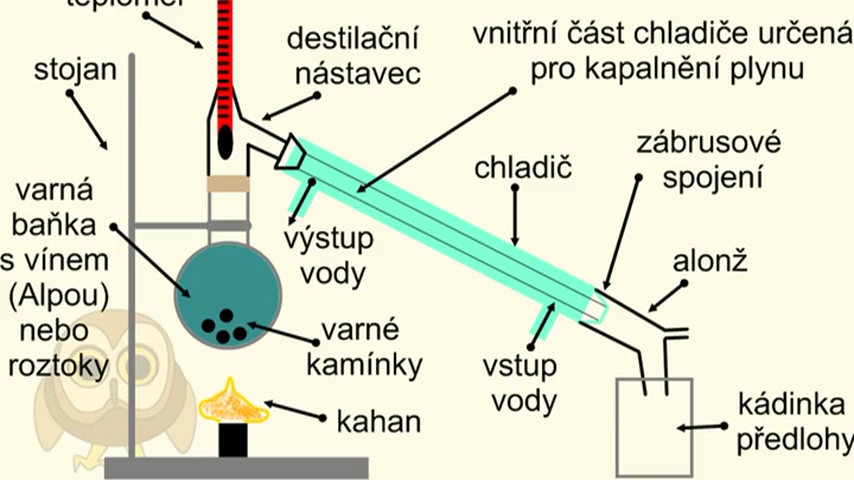 teploměr
destilační
nástavec
vnitřní část chladiče určená
pro kapalnění plynu
stojan
zábrusové
spojení
chladič
varná
baňka
s vínem
(Alpou)
nebo
roztoky
výstup
vody
alonž
varné
kamínky
vstup
vody
kahan
kádinka
předlohy